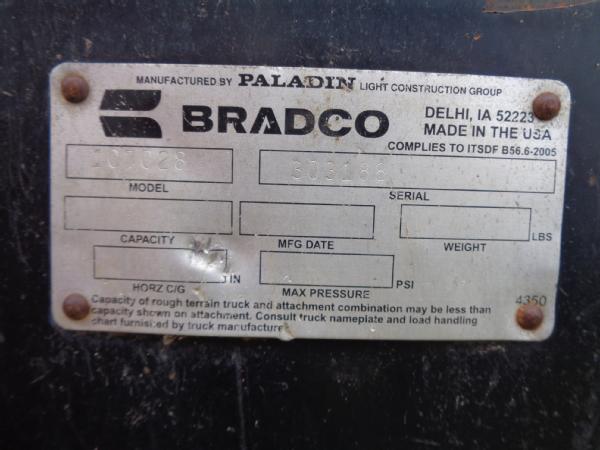 MANUFACTURED BY PALADIN LIGHT CONSTRUCTION GROUP
BRADCO
DELHI, IA 52223
MADE IN THE USA
COMPLIES TO ITSDF B56.6-2005
MODEL
303188
SERIAL
CAPACITY
MFG DATE
WEIGHT
LBS
HORZ C/G
IN
MAX PRESSURE
PSI
Capacity of rough terrain truck and attachment combination may be less than
capacity shown on attachment. Consult truck nameplate and load handling
chart furnished by truck manufacture
4350